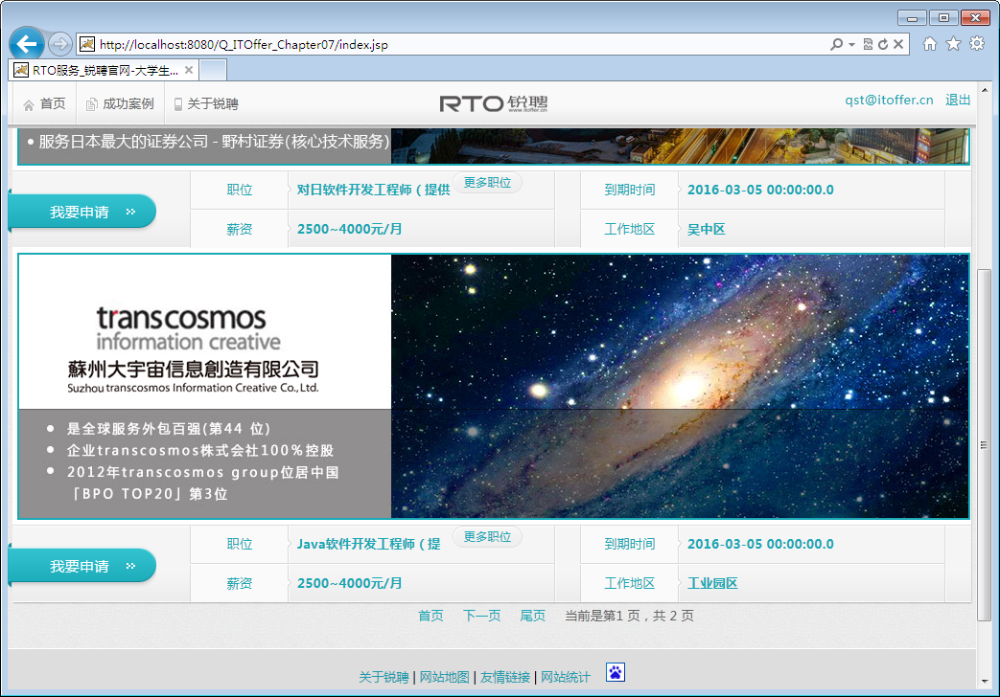 http://localhost:8080/Q_ITOffer_Chapter07/index.jsp
RTO服务_锐聘官网-大学生...
首页 成功案例 关于锐聘
RTO 锐聘
www.itoffer.cn
qst@itoffer.cn 退出
• 服务日本最大的证券公司 - 野村证券(核心技术服务)
我要申请 »
职位 对日软件开发工程师（提供 更多职位 到期时间 2016-03-05 00:00:00.0
薪资 2500~4000元/月 工作地区 吴中区
transcosmos
information creative
蘇州大宇宙信息創造有限公司
Suzhou transcosmos Information Creative Co., Ltd.
• 是全球服务外包百强(第44 位)
• 企业transcosmos株式会社100%控股
• 2012年transcosmos group位居中国
「BPO TOP20」第3位
我要申请 »
职位 Java软件开发工程师（提 更多职位 到期时间 2016-03-05 00:00:00.0
薪资 2500~4000元/月 工作地区 工业园区
首页 下一页 尾页 当前是第1 页，共 2 页
关于锐聘 | 网站地图 | 友情链接 | 网站统计